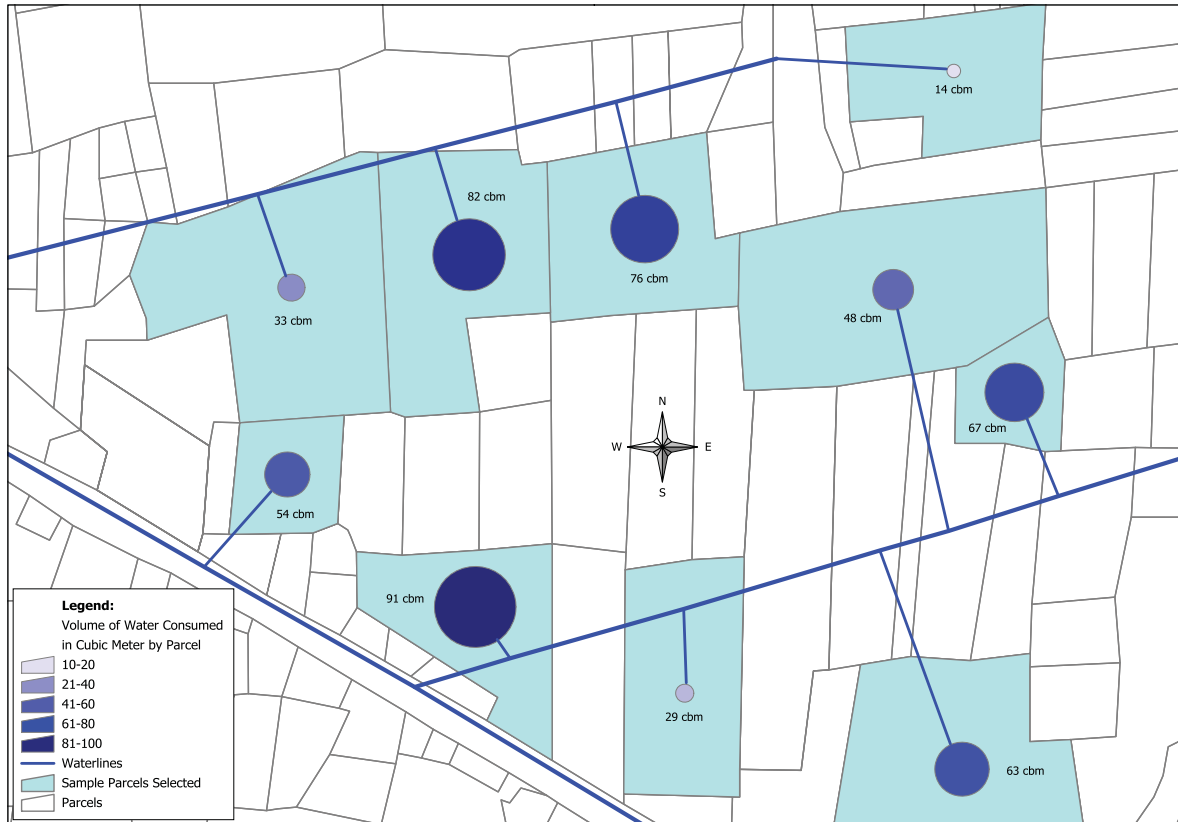 14 cbm
82 cbm
76 cbm
33 cbm
48 cbm
N
W E
S
67 cbm
54 cbm
91 cbm
29 cbm
63 cbm
Legend:
Volume of Water Consumed
in Cubic Meter by Parcel
10-20
21-40
41-60
61-80
81-100
Waterlines
Sample Parcels Selected
Parcels